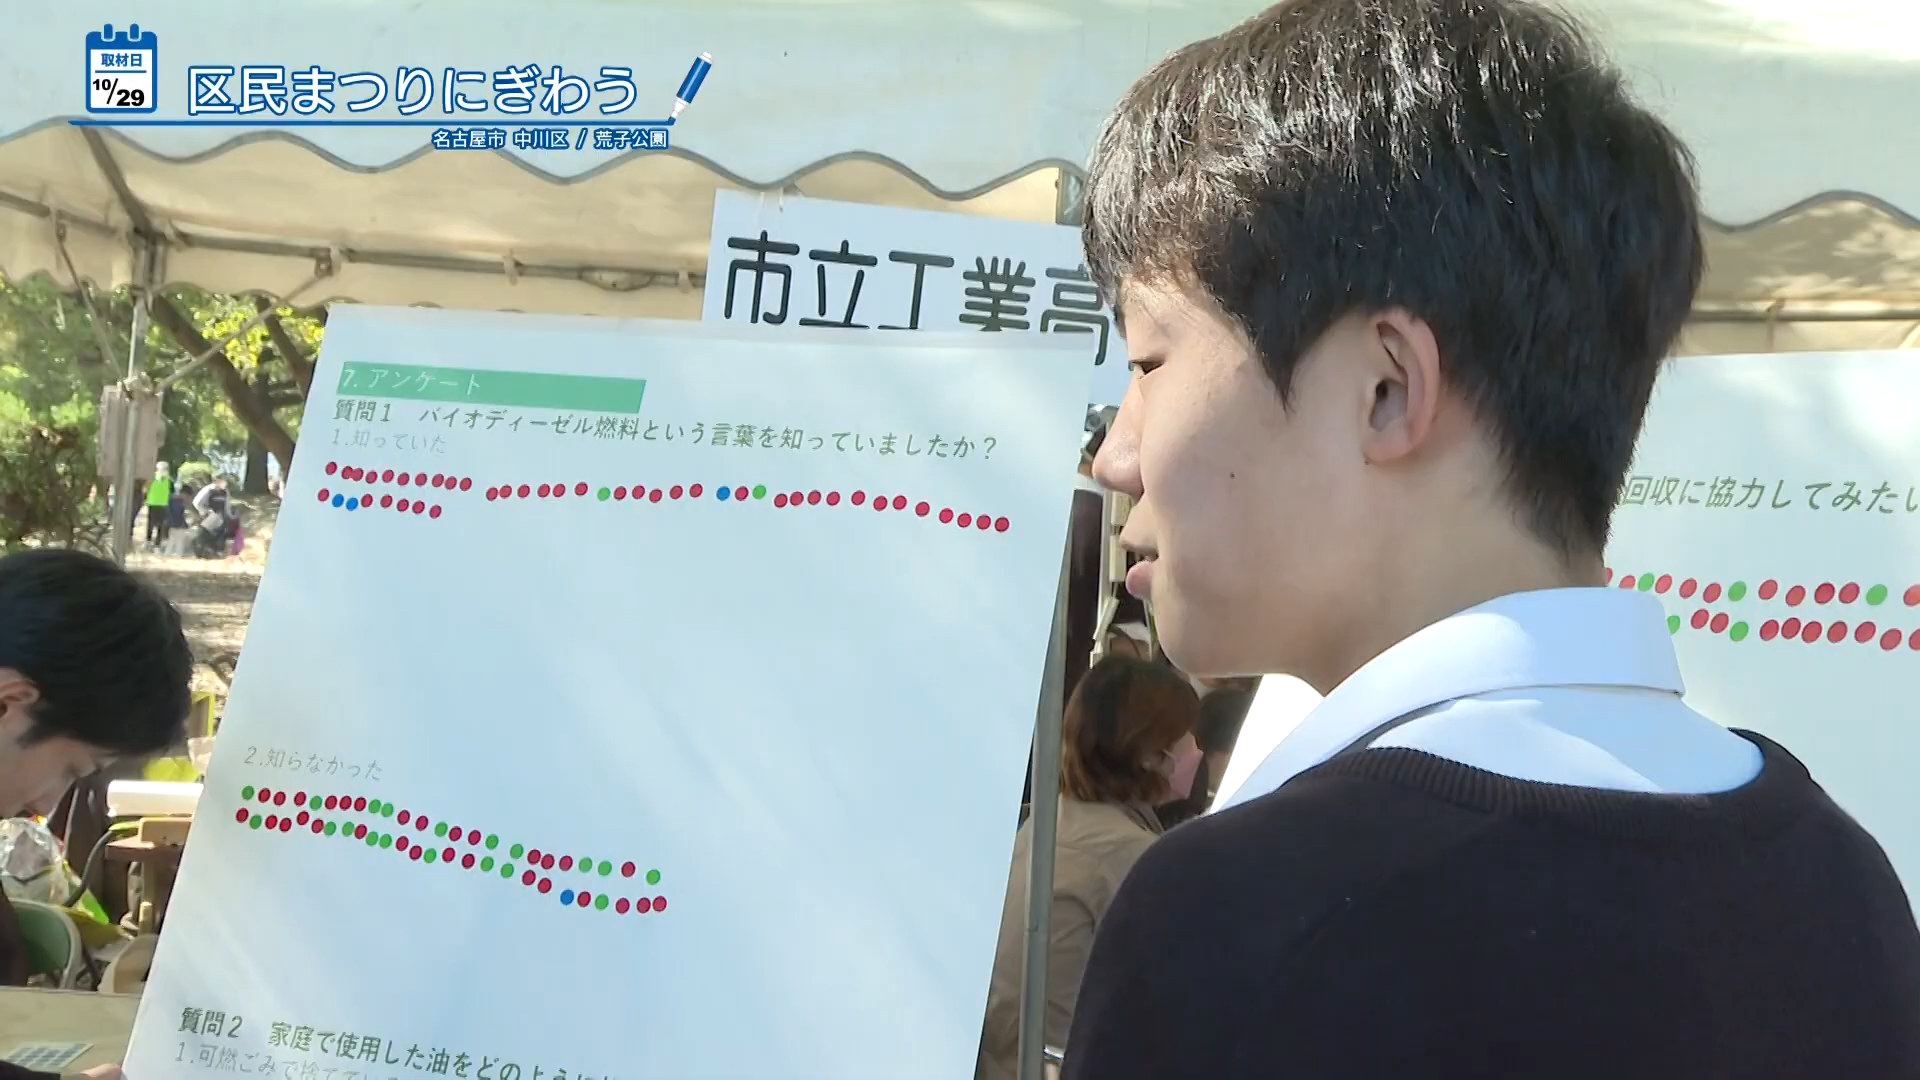 取材日
10/29
区民まつりにぎわう
名古屋市 中川区 / 荒子公園
市立工業高
7. アンケート
質問1 バイオディーゼル燃料という言葉を知っていましたか？
1.知っていた
回収に協力してみたい
2.知らなかった
質問2 家庭で使用した油をどのように
1.可燃ごみで捨ててい